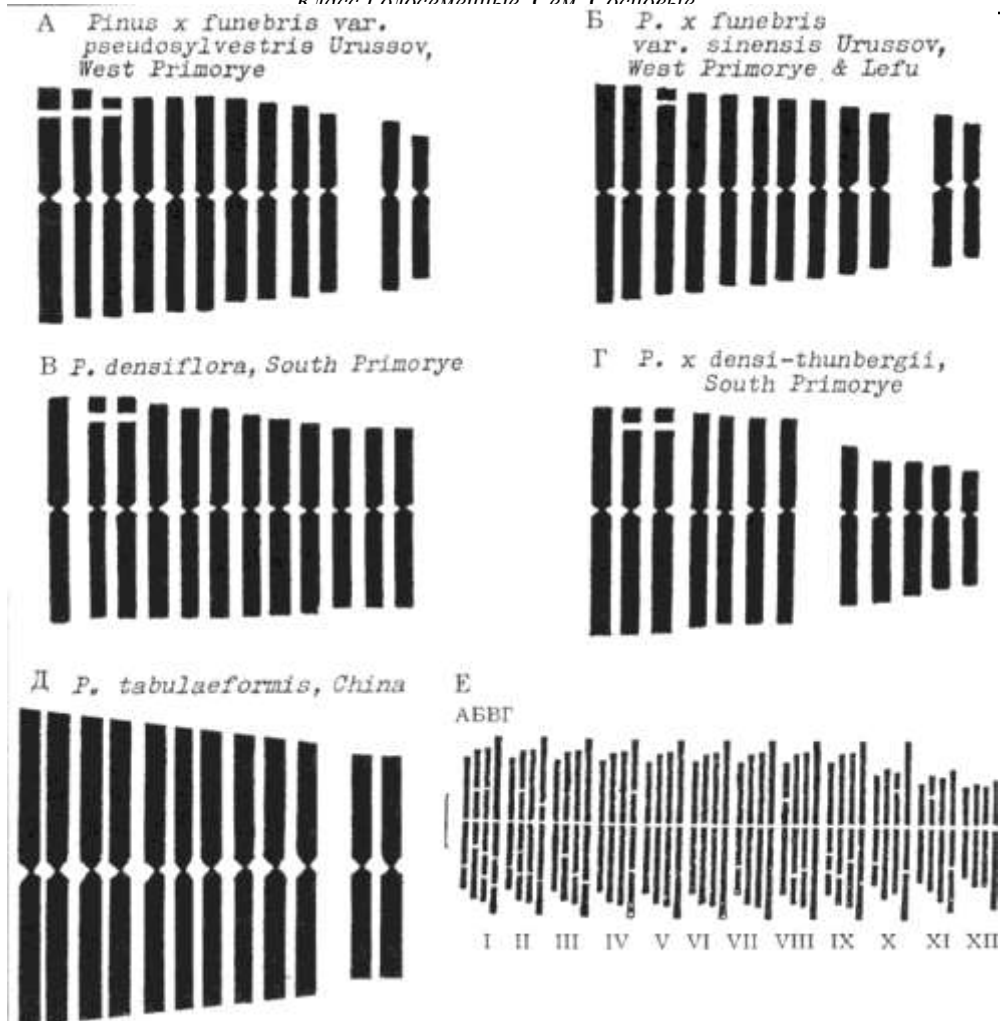 А Pinus x funebris var.
pseudosylvestris Urussov,
West Primorye
Б P. x funebris
var. sinensis Urussov,
West Primorye & Lefu
В P. densiflora, South Primorye
Г P. x densi-thunbergii,
South Primorye
Д P. tabulaeformis, China
Е
АБВГ
I II III IV V VI VII VIII IX X XI XII